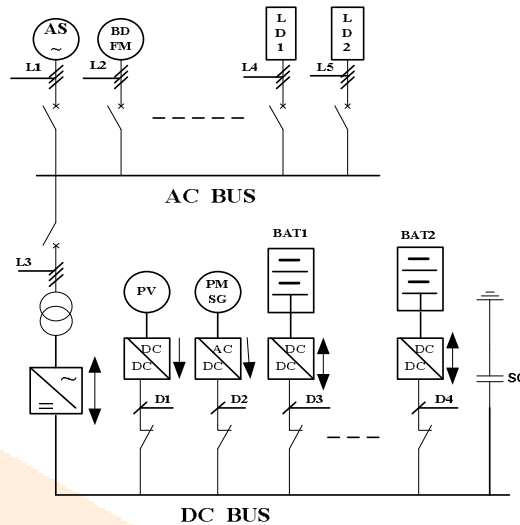 AS
~
BD
FM
L
D
1
L
D
2
L1
L2
L4
L5
AC BUS
L3
BAT1
BAT2
PV
PM
SG
~
=
DC
DC
AC
DC
DC
DC
DC
DC
D1
D2
D3
D4
DC BUS